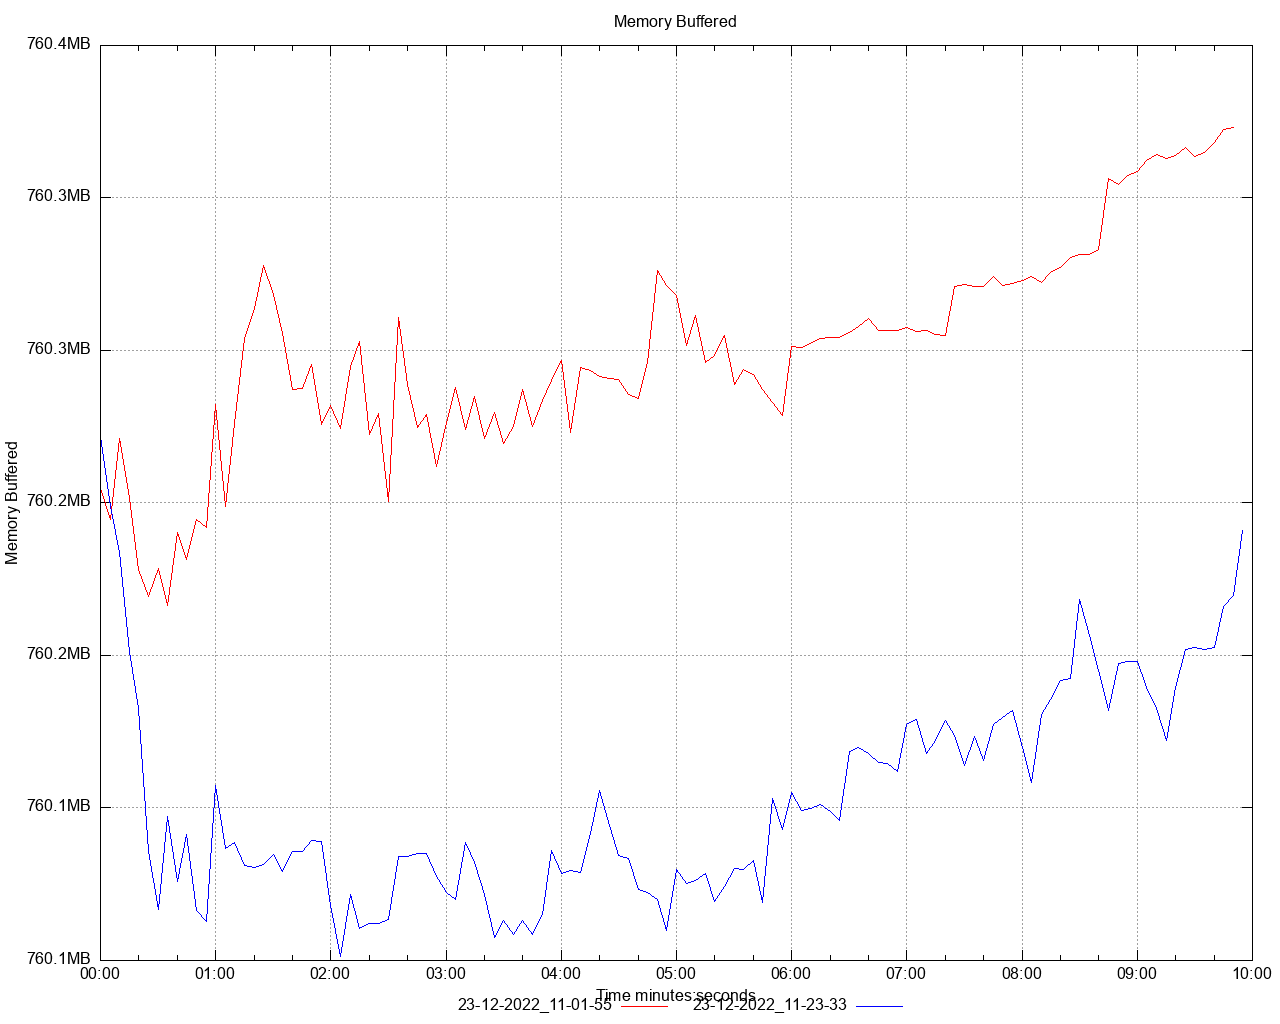 Memory Buffered
760.4MB
760.3MB
760.3MB
760.2MB
760.2MB
760.1MB
760.1MB
Memory Buffered
00:00 01:00 02:00 03:00 04:00 05:00 06:00 07:00 08:00 09:00 10:00
Time minutes:seconds
23-12-2022_11-01-55 23-12-2022_11-23-33